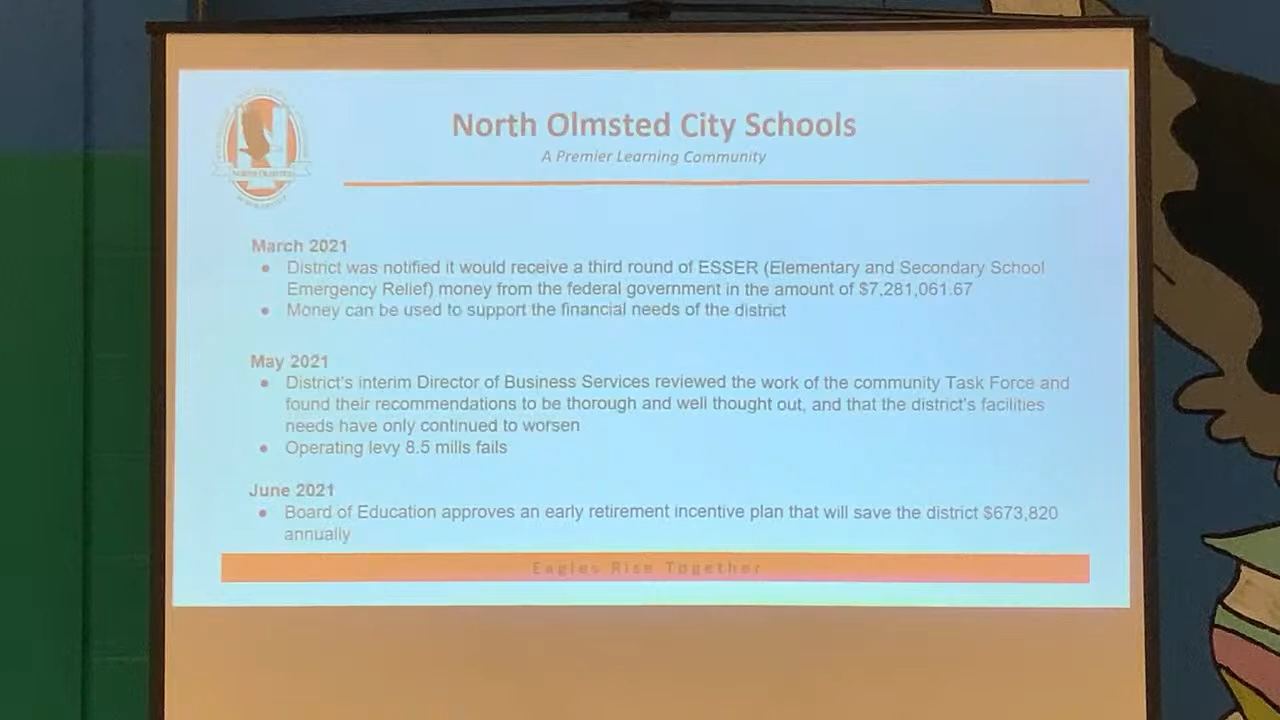 North Olmsted City Schools
A Premier Learning Community
NORTH OLMSTED
March 2021
• District was notified it would receive a third round of ESSER (Elementary and Secondary School
Emergency Relief) money from the federal government in the amount of $7,281,061.67
• Money can be used to support the financial needs of the district
May 2021
• District's interim Director of Business Services reviewed the work of the community Task Force and
found their recommendations to be thorough and well thought out, and that the district's facilities
needs have only continued to worsen
• Operating levy 8.5 mills fails
June 2021
• Board of Education approves an early retirement incentive plan that will save the district $673,820
annually
Eagles Rise Together